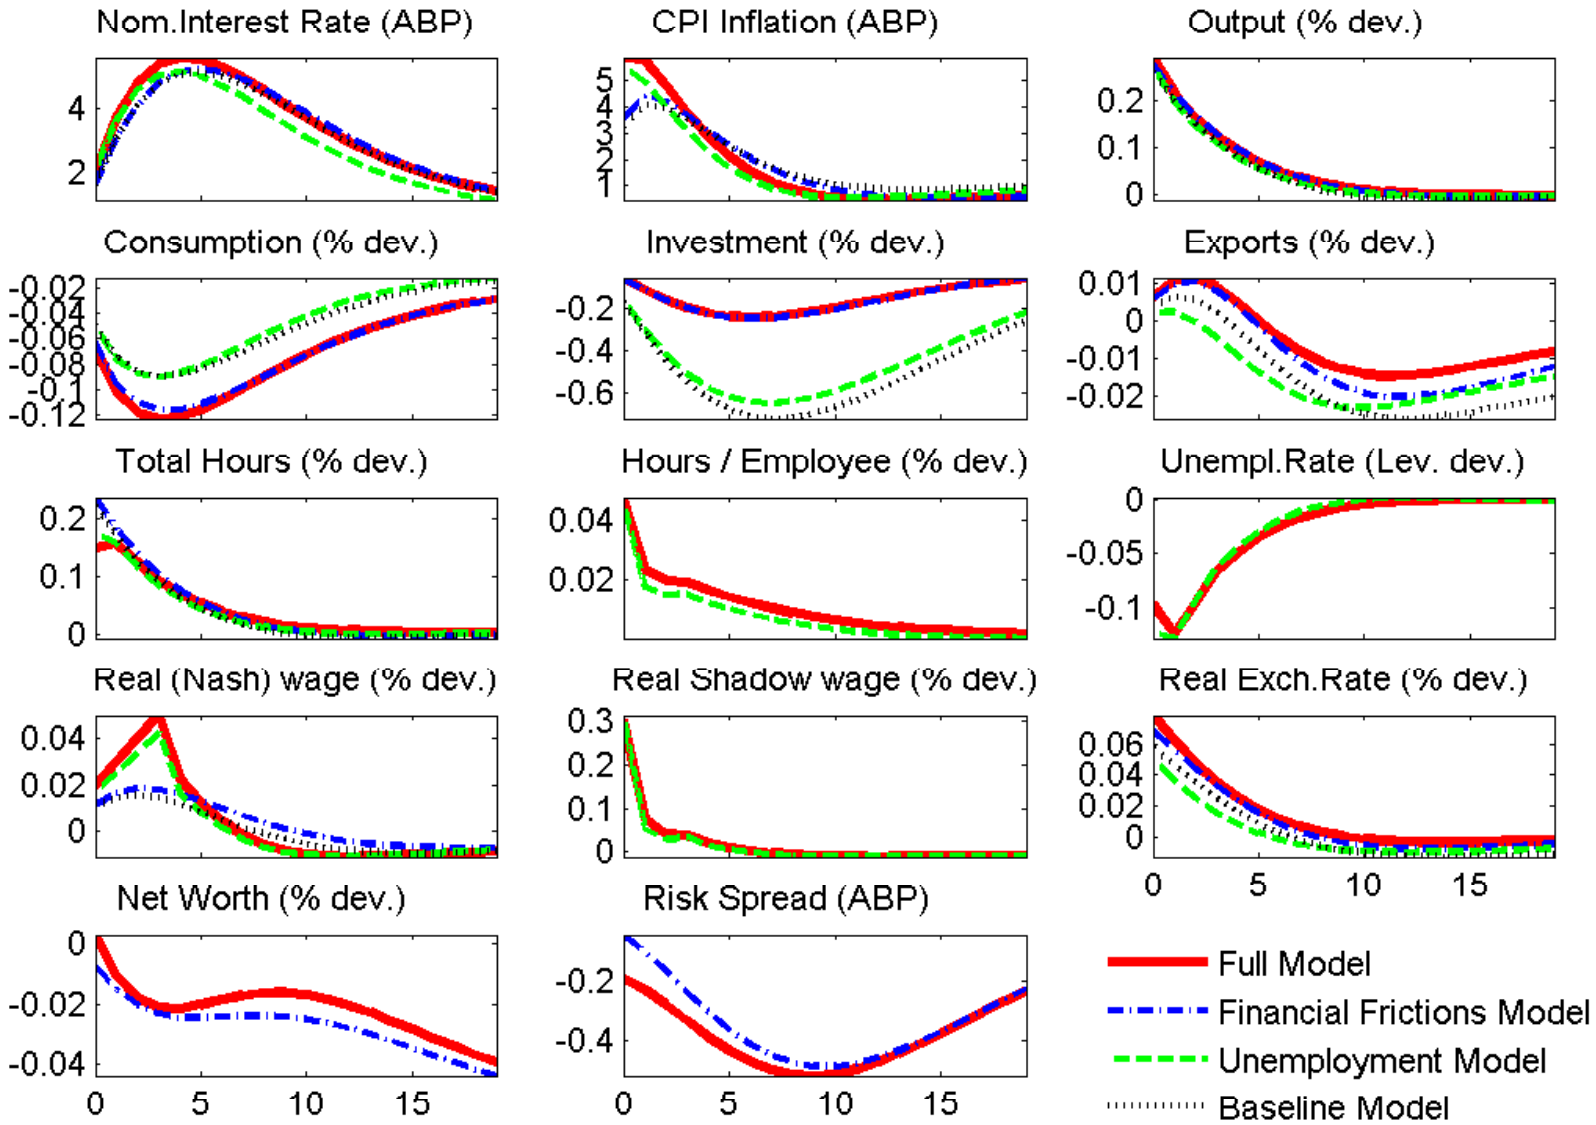 Nom.Interest Rate (ABP)
CPI Inflation (ABP)
Output (% dev.)
4
2
5
4
3
2
1
0.2
0.1
0
Consumption (% dev.)
Investment (% dev.)
Exports (% dev.)
-0.02
-0.04
-0.06
-0.08
-0.1
-0.12
-0.2
-0.4
-0.6
0.01
0
-0.01
-0.02
Total Hours (% dev.)
Hours / Employee (% dev.)
Unempl.Rate (Lev. dev.)
0.2
0.1
0
0.04
0.02
0
-0.05
-0.1
Real (Nash) wage (% dev.)
Real Shadow wage (% dev.)
Real Exch.Rate (% dev.)
0.04
0.02
0
0.3
0.2
0.1
0
0.06
0.04
0.02
0
0 5 10 15
Net Worth (% dev.)
Risk Spread (ABP)
0
-0.02
-0.04
0 5 10 15
-0.2
-0.4
0 5 10 15
Full Model
Financial Frictions Model
Unemployment Model
Baseline Model